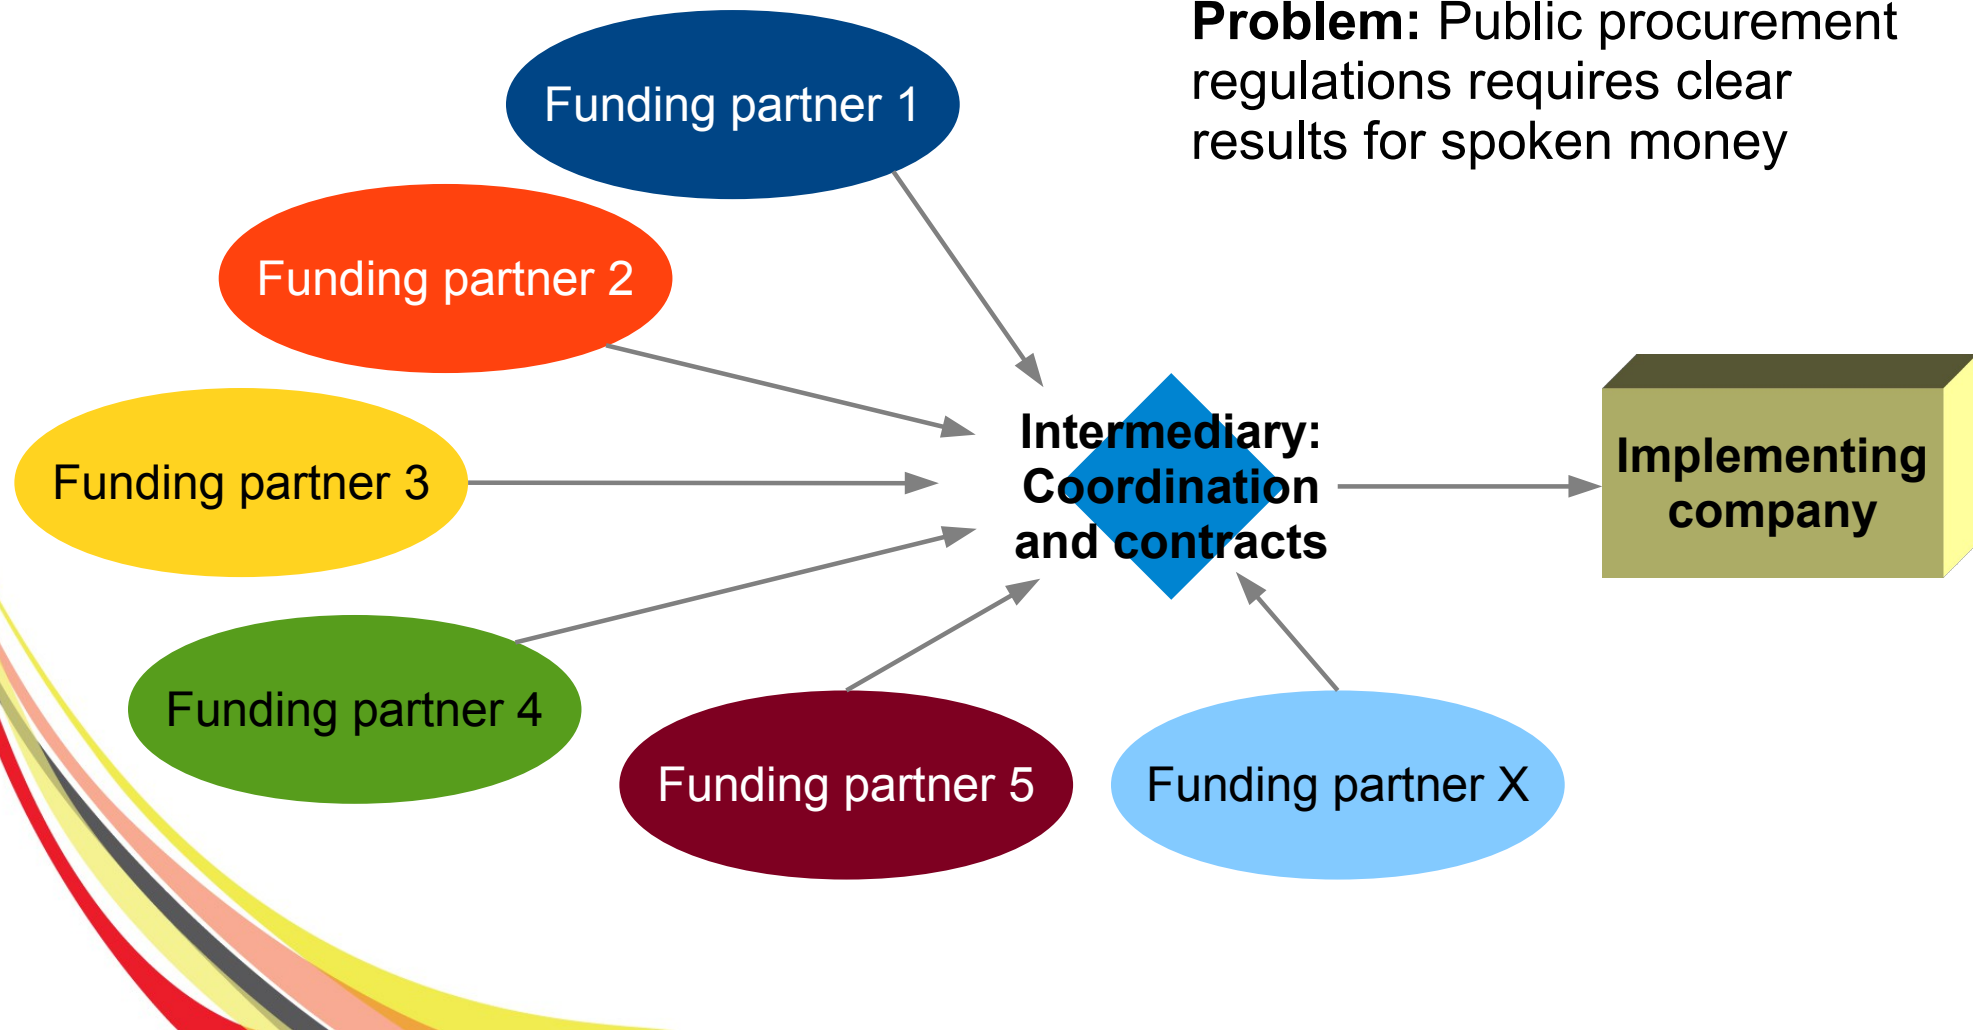 Problem: Public procurement
regulations requires clear
results for spoken money
Funding partner 1
Funding partner 2
Funding partner 3
Funding partner 4
Funding partner 5
Funding partner X
Intermediary:
Coordination
and contracts
Implementing
company